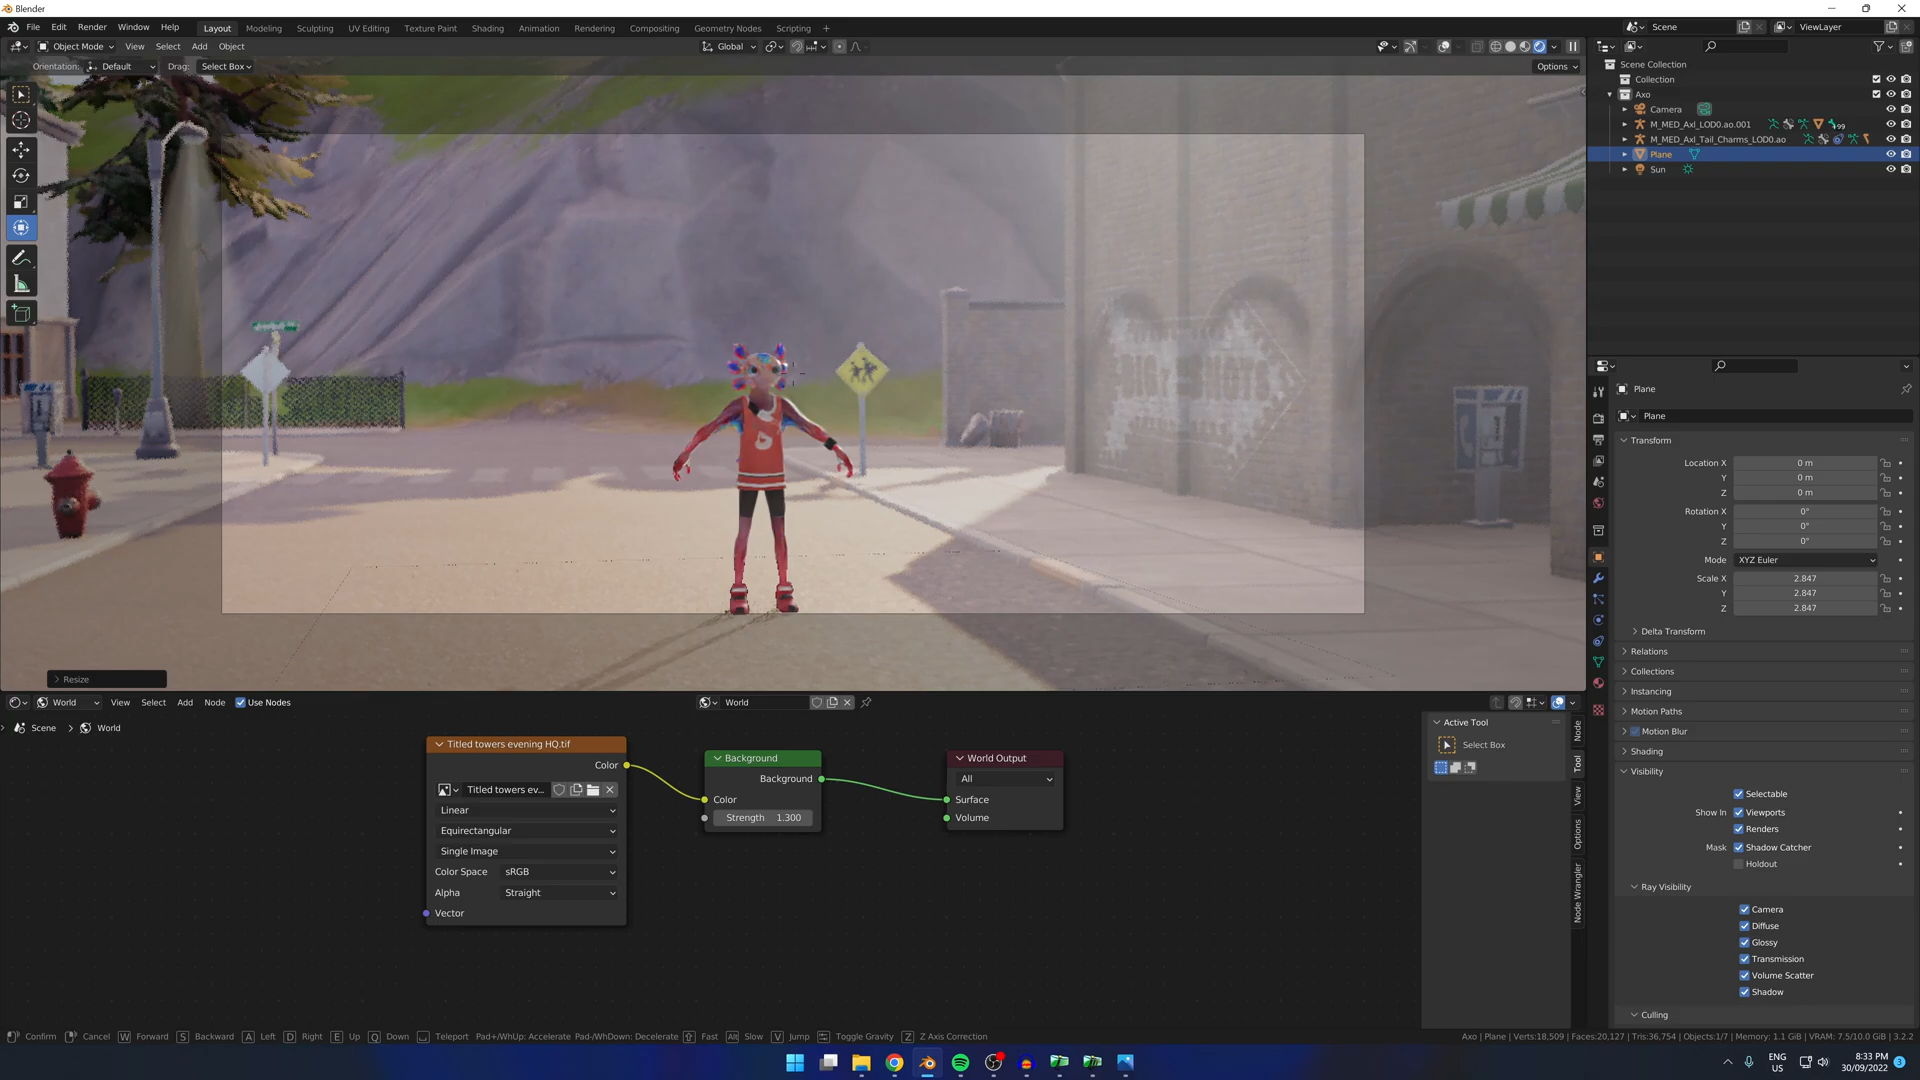 Blender
File Edit Render Window Help
Layout Modeling Sculpting UV Editing Texture Paint Shading Animation Rendering Compositing Geometry Nodes Scripting +
Scene
ViewLayer
Object Mode View Select Add Object
Global
Orientation: Default Drag: Select Box
Options
Scene Collection
Collection
Axo
Camera
M_MED_Axl_LOD0.ao.001
99
M_MED_Axl_Tail_Charms_LOD0.ao
Plane
Sun
Plane
Plane
Transform
Location X 0 m
Y 0 m
Z 0 m
Rotation X 0°
Y 0°
Z 0°
Mode XYZ Euler
Scale X 2.847
Y 2.847
Z 2.847
Delta Transform
Relations
Collections
Instancing
Motion Paths
Motion Blur
Shading
Visibility
Selectable
Show In Viewports
Renders
Mask Shadow Catcher
Holdout
Ray Visibility
Camera
Diffuse
Glossy
Transmission
Volume Scatter
Shadow
Culling
Resize
World View Select Add Node Use Nodes
World
Scene World
Titled towers evening HQ.tif
Color
Titled towers ev...
Linear
Equirectangular
Single Image
Color Space sRGB
Alpha Straight
Vector
Background
Background
Color
Strength 1.300
World Output
All
Surface
Volume
Active Tool
Select Box
Node
Tool
View
Options
Node Wrangler
Confirm Cancel W Forward S Backward A Left D Right E Up Q Down Teleport Pad+/WhUp: Accelerate Pad-/WhDown: Decelerate Fast Alt Slow V Jump Toggle Gravity Z Z Axis Correction
Axo | Plane | Verts:18,509 | Faces:20,127 | Tris:36,754 | Objects:1/7 | Memory: 1.1 GiB | VRAM: 7.5/10.0 GiB | 3.2.2
ENG
US
8:33 PM
30/09/2022
3